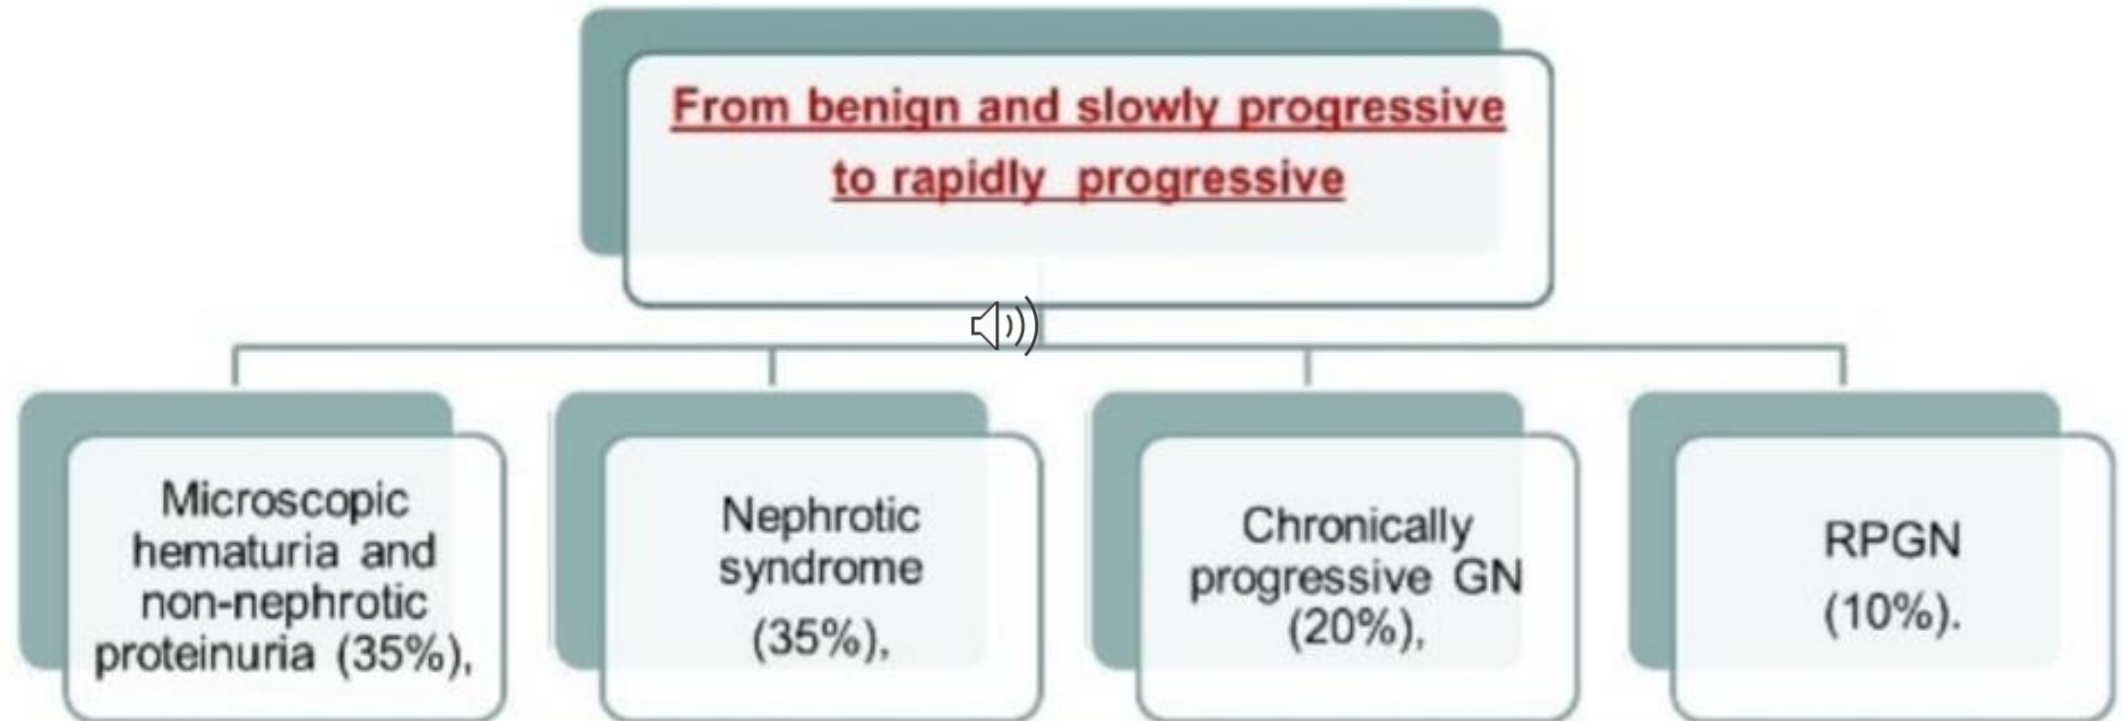 From benign and slowly progressive
to rapidly progressive
Microscopic
hematuria and
non-nephrotic
proteinuria (35%),
Nephrotic
syndrome
(35%),
Chronically
progressive GN
(20%),
RPGN
(10%).